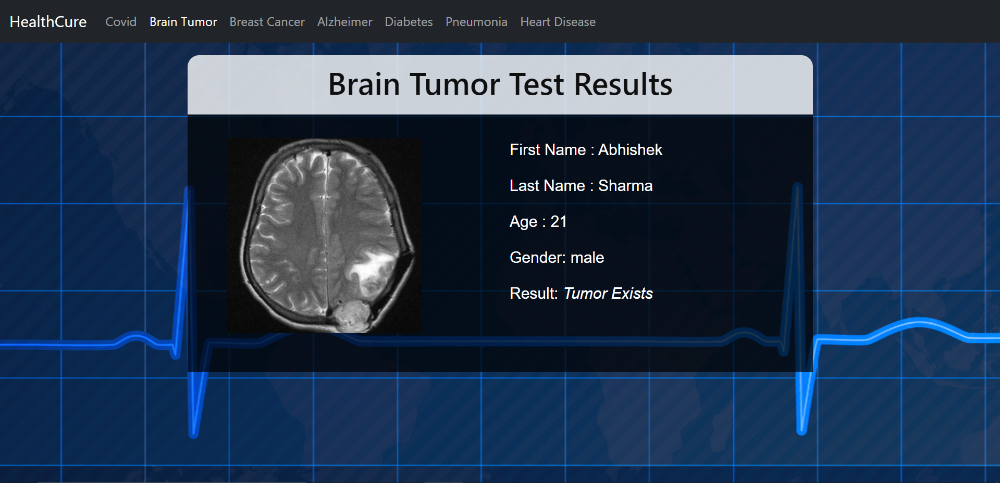 HealthCure Covid Brain Tumor Breast Cancer Alzheimer Diabetes Pneumonia Heart Disease
Brain Tumor Test Results
First Name : Abhishek
Last Name : Sharma
Age : 21
Gender: male
Result: Tumor Exists